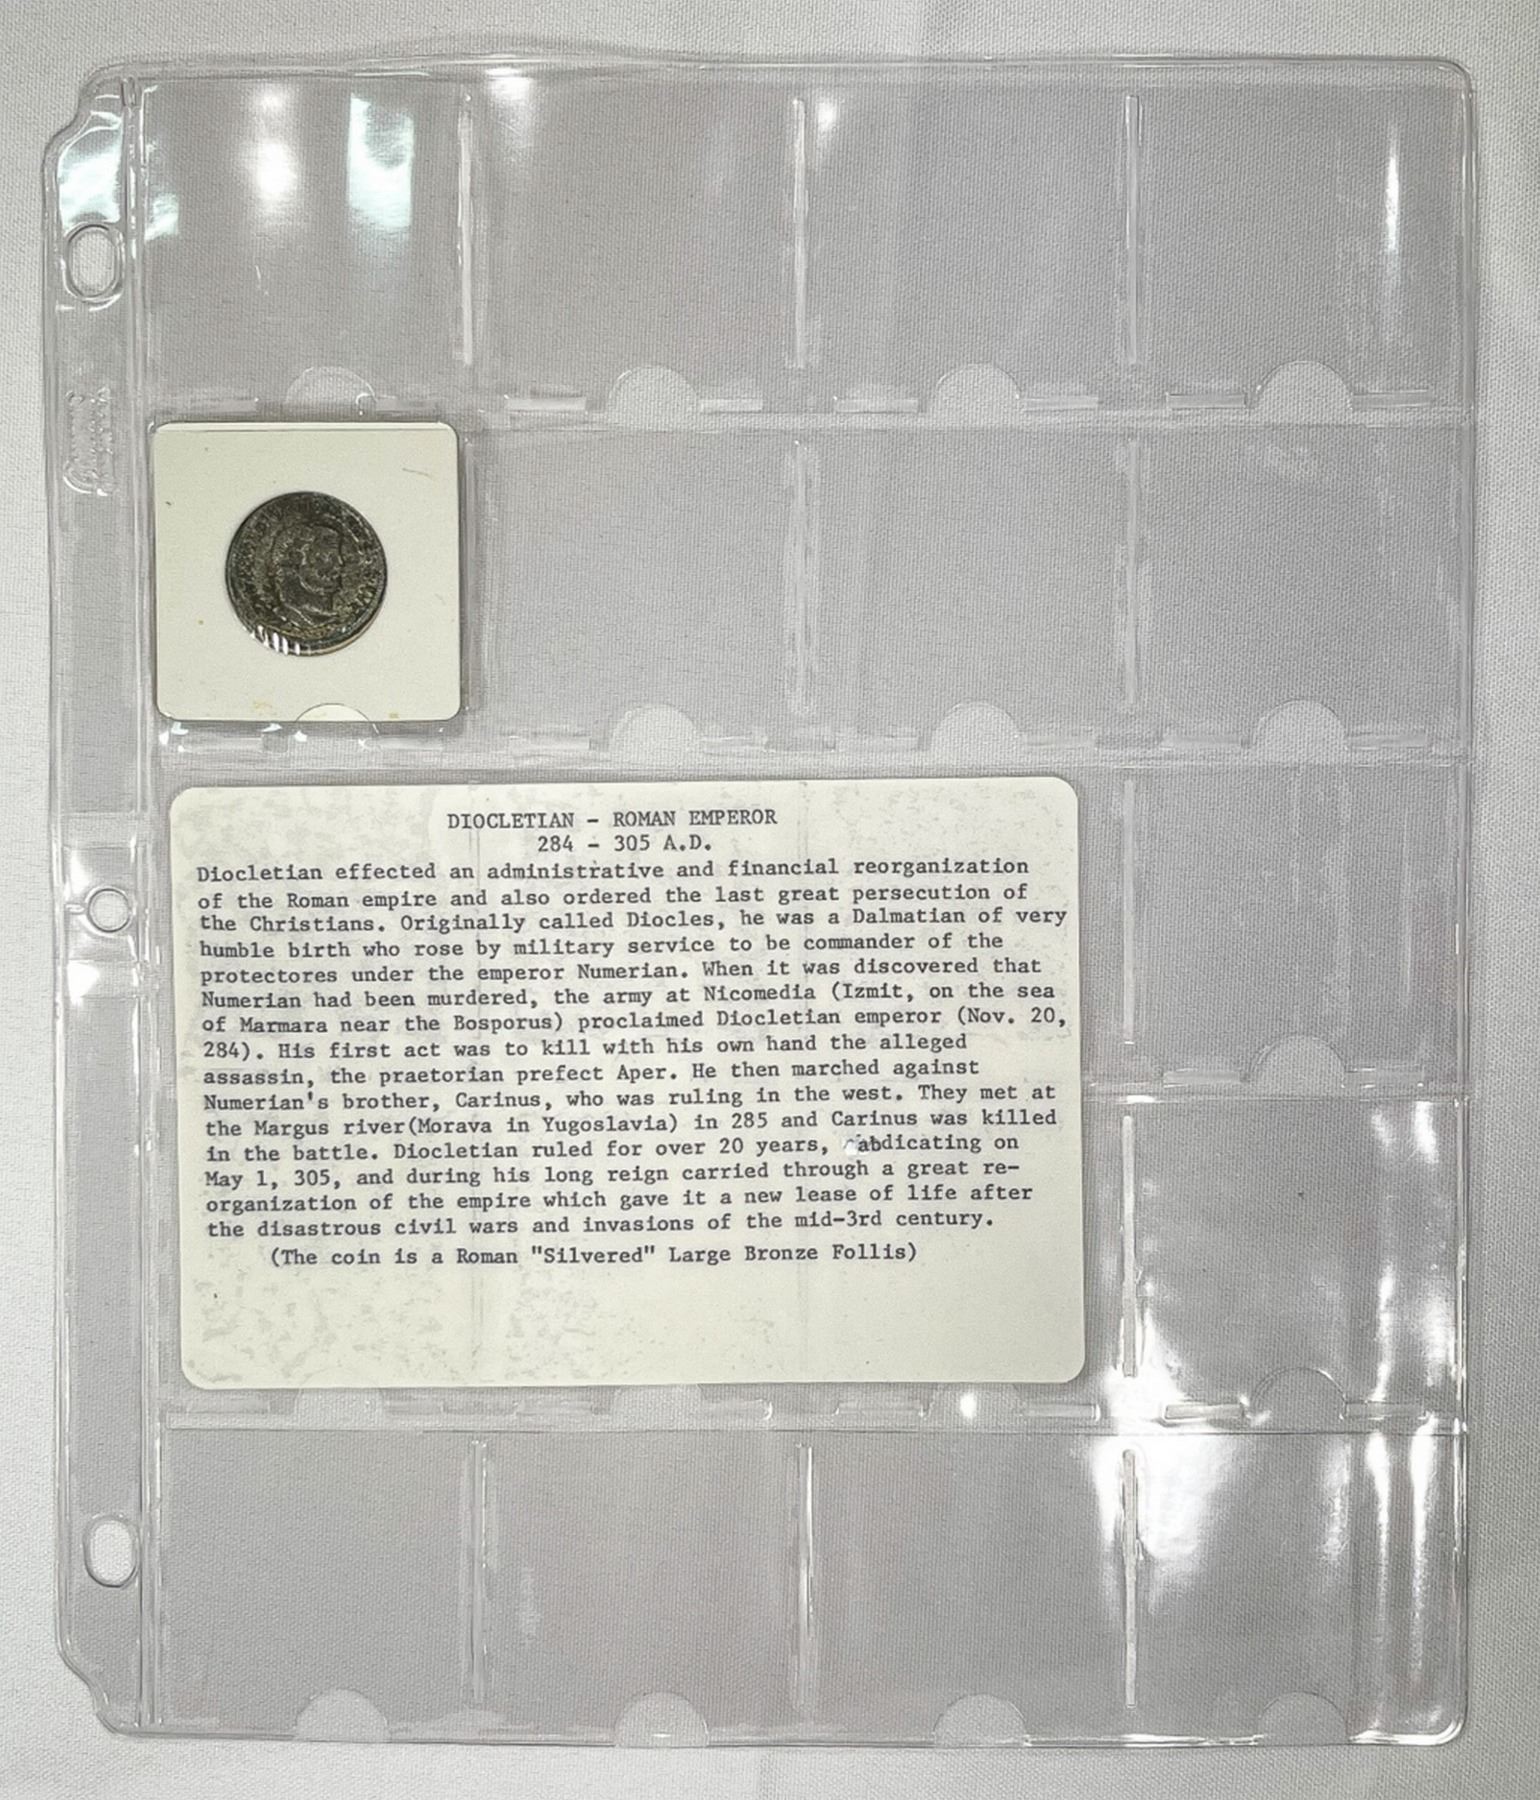 DIOCLETIAN - ROMAN EMPEROR
284 - 305 A.D.
Diocletian effected an administrative and financial reorganization
of the Roman empire and also ordered the last great persecution of
the Christians. Originally called Diocles, he was a Dalmatian of very
humble birth who rose by military service to be commander of the
protectores under the emperor Numerian. When it was discovered that
Numerian had been murdered, the army at Nicomedia (Izmit, on the sea
of Marmara near the Bosporus) proclaimed Diocletian emperor (Nov. 20,
284). His first act was to kill with his own hand the alleged
assassin, the praetorian prefect Aper. He then marched against
Numerian's brother, Carinus, who was ruling in the west. They met at
the Margus river(Morava in Yugoslavia) in 285 and Carinus was killed
in the battle. Diocletian ruled for over 20 years, abdicating on
May 1, 305, and during his long reign carried through a great re-
organization of the empire which gave it a new lease of life after
the disastrous civil wars and invasions of the mid-3rd century.
(The coin is a Roman "Silvered" Large Bronze Follis)